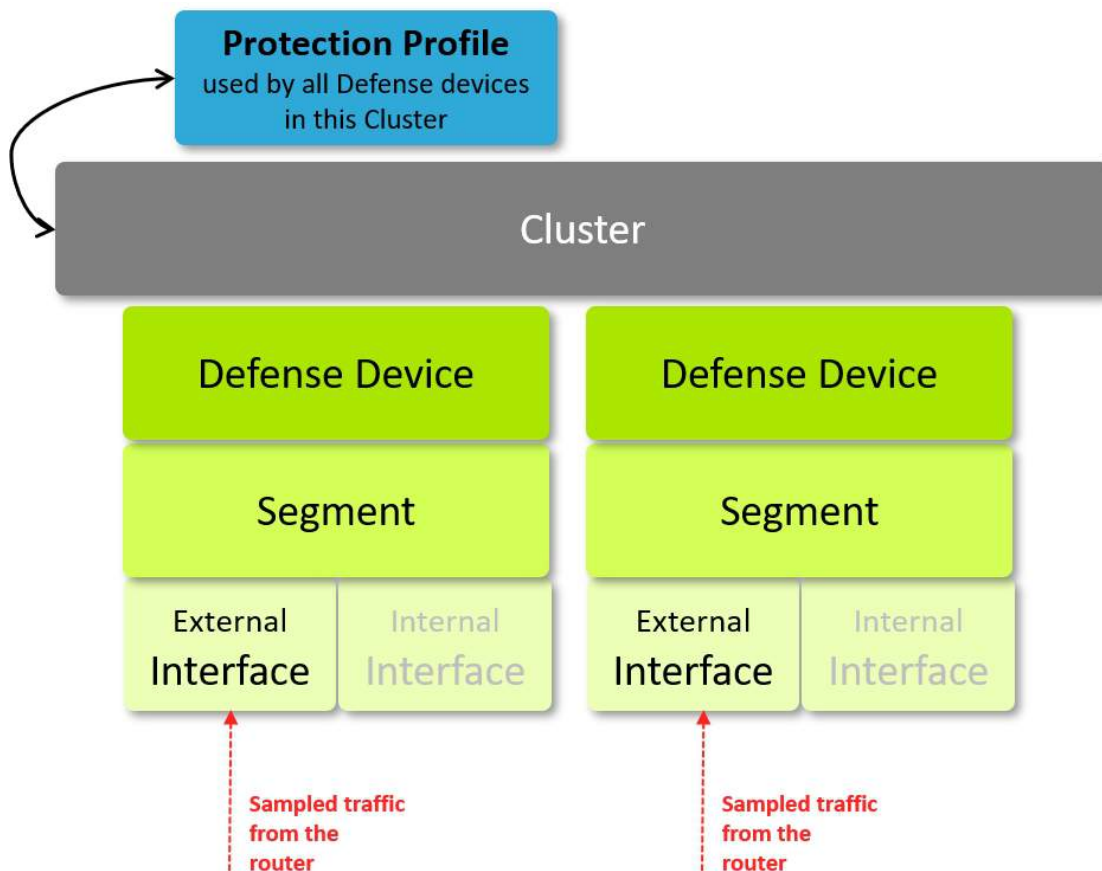 Protection Profile
used by all Defense devices
in this Cluster
Cluster
Defense Device
Defense Device
Segment
Segment
External
Interface
Internal
Interface
External
Interface
Internal
Interface
Sampled traffic
from the
router
Sampled traffic
from the
router